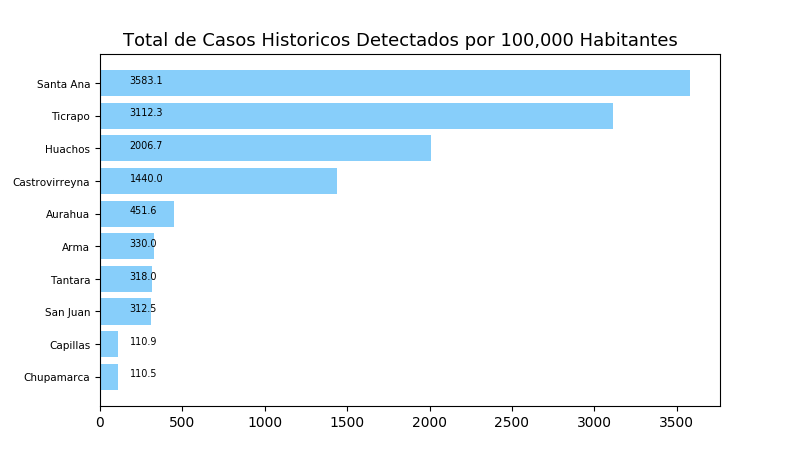 Total de Casos Historicos Detectados por 100,000 Habitantes
Santa Ana 3583.1
Ticrapo 3112.3
Huachos 2006.7
Castrovirreyna 1440.0
Aurahua 451.6
Arma 330.0
Tantara 318.0
San Juan 312.5
Capillas 110.9
Chupamarca 110.5
0 500 1000 1500 2000 2500 3000 3500